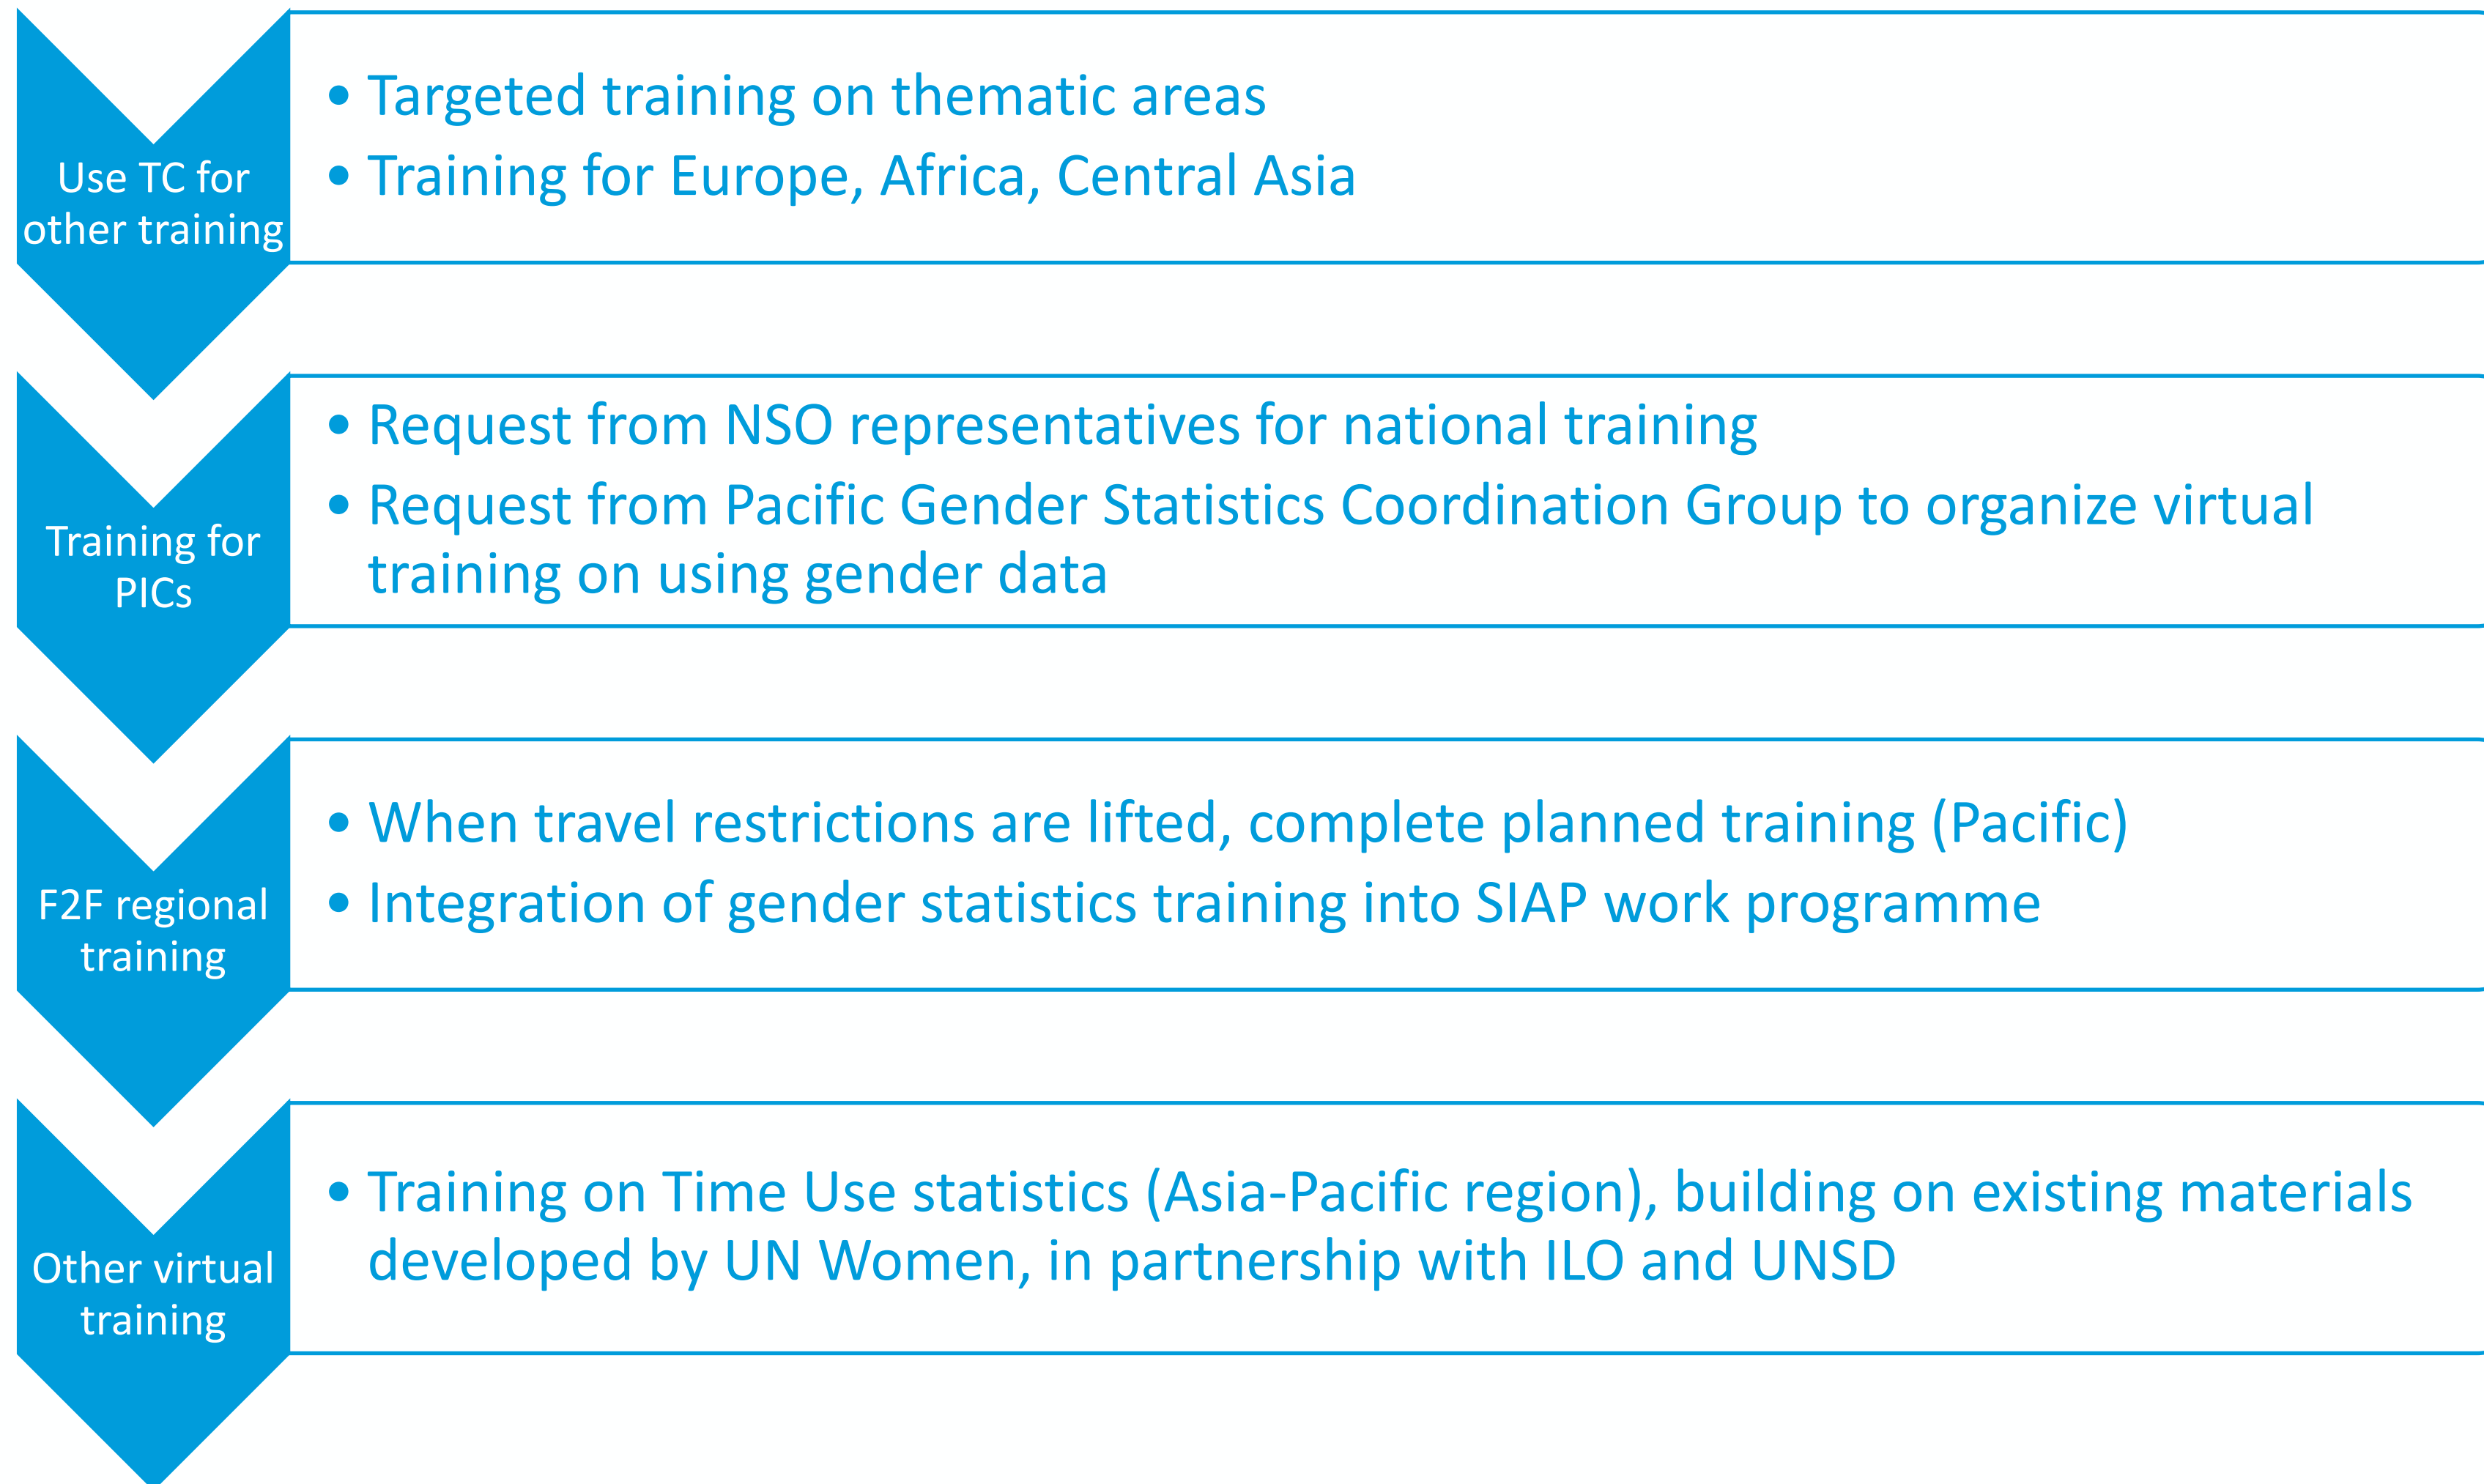 Use TC for
other training
• Targeted training on thematic areas
• Training for Europe, Africa, Central Asia
Training for
PICs
• Request from NSO representatives for national training
• Request from Pacific Gender Statistics Coordination Group to organize virtual
training on using gender data
F2F regional
training
• When travel restrictions are lifted, complete planned training (Pacific)
• Integration of gender statistics training into SIAP work programme
Other virtual
training
• Training on Time Use statistics (Asia-Pacific region), building on existing materials
developed by UN Women, in partnership with ILO and UNSD